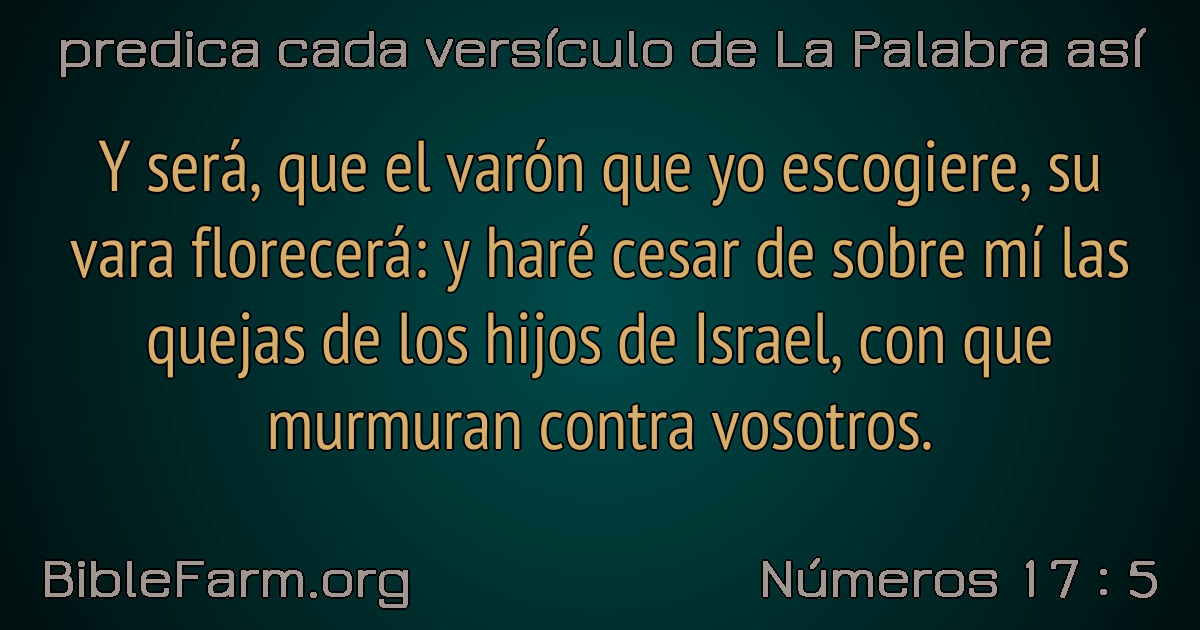 predica cada versículo de La Palabra así
Y será, que el varón que yo escogiere, su
vara florecerá: y haré cesar de sobre mí las
quejas de los hijos de Israel, con que
murmuran contra vosotros.
BibleFarm.org
Números 17 : 5